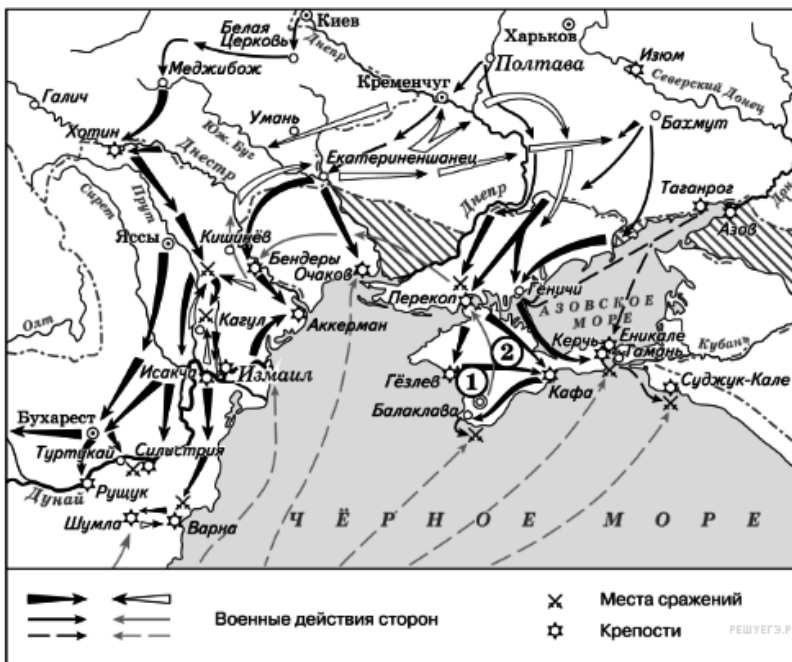 Киев
Белая
Церковь
Харьков
Днепр
Полтава
Изюм
Меджибож
Кременчуг
Северский Донец
Галич
Умань
Бахмут
Хотин
Юж. Буг
Днестр
Екатериненшанец
Прут
Сирет
Днепр
Таганрог
Дон
Азов
Яссы
Кишинёв
Бендеры
Очаков
Перекоп
Геничи
АЗОВСКОЕ
МОРЕ
Олт
Кагул
Аккерман
Керчь
Еникале
Тамань
Кубань
2
Исакча
Измаил
Гёзлев
1
Кафа
Суджук-Кале
Балаклава
Бухарест
Туртукай
Силистрия
Дунай
Рущук
Шумла
Варна
ЧЁРНОЕ МОРЕ
Военные действия сторон
Места сражений
Крепости
РЕШУЕГЭ.Р